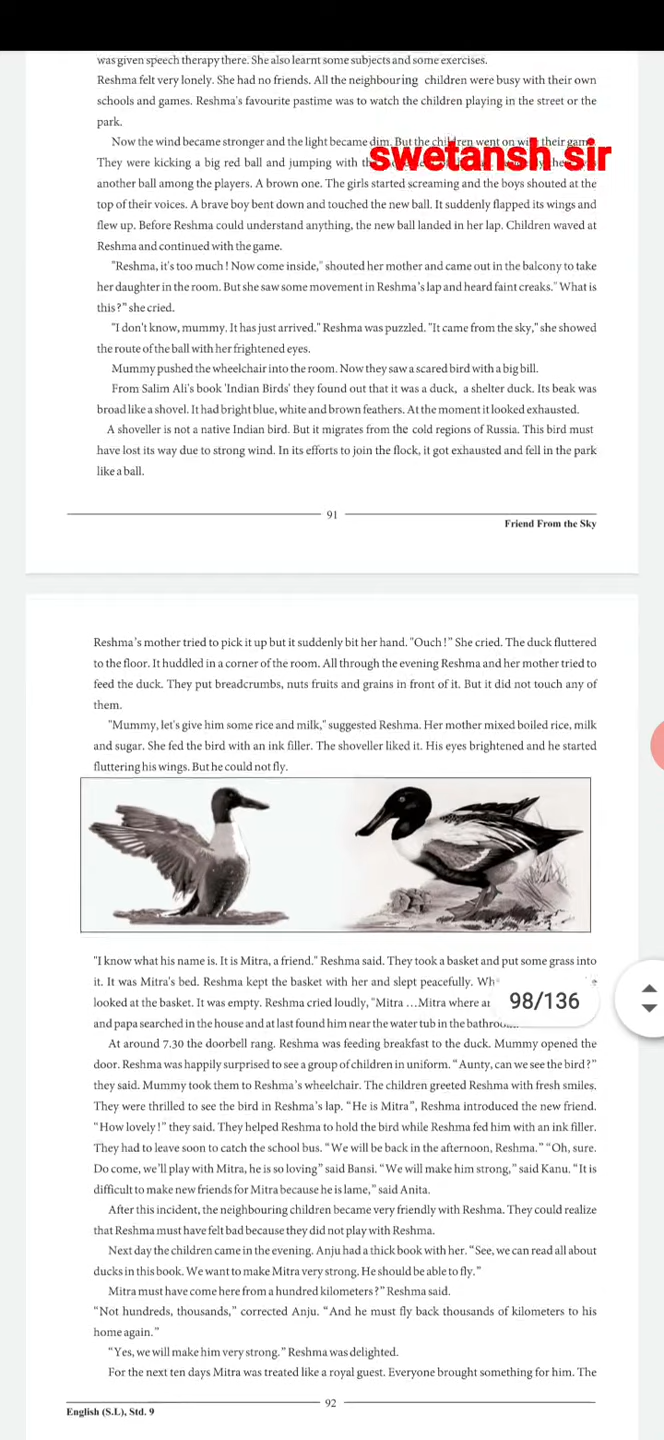 was given speech therapy there. She also learnt some subjects and some exercises.
Reshma felt very lonely. She had no friends. All the neighbouring children were busy with their own
schools and games. Reshma's favourite pastime was to watch the children playing in the street or the
park.
Now the wind became stronger and the light became dim. But the children went on with their game.
swetansh sir
They were kicking a big red ball and jumping with
another ball among the players. A brown one. The girls started screaming and the boys shouted at the
top of their voices. A brave boy bent down and touched the new ball. It suddenly flapped its wings and
flew up. Before Reshma could understand anything, the new ball landed in her lap. Children waved at
Reshma and continued with the game.
"Reshma, it's too much ! Now come inside," shouted her mother and came out in the balcony to take
her daughter in the room. But she saw some movement in Reshma's lap and heard faint creaks." What is
this?" she cried.
"I don't know, mummy. It has just arrived." Reshma was puzzled. "It came from the sky," she showed
the route of the ball with her frightened eyes.
Mummy pushed the wheelchair into the room. Now they saw a scared bird with a big bill.
From Salim Ali's book 'Indian Birds' they found out that it was a duck, a shelter duck. Its beak was
broad like a shovel. It had bright blue, white and brown feathers. At the moment it looked exhausted.
A shoveller is not a native Indian bird. But it migrates from the cold regions of Russia. This bird must
have lost its way due to strong wind. In its efforts to join the flock, it got exhausted and fell in the park
like a ball.
91
Friend From the Sky
Reshma's mother tried to pick it up but it suddenly bit her hand. "Ouch !" She cried. The duck fluttered
to the floor. It huddled in a corner of the room. All through the evening Reshma and her mother tried to
feed the duck. They put breadcrumbs, nuts fruits and grains in front of it. But it did not touch any of
them.
"Mummy, let's give him some rice and milk," suggested Reshma. Her mother mixed boiled rice, milk
and sugar. She fed the bird with an ink filler. The shoveller liked it. His eyes brightened and he started
fluttering his wings. But he could not fly.
"I know what his name is. It is Mitra, a friend." Reshma said. They took a basket and put some grass into
it. It was Mitra's bed. Reshma kept the basket with her and slept peacefully.
looked at the basket. It was empty. Reshma cried loudly, "Mitra ...Mitra where
98/136
and papa searched in the house and at last found him near the water tub in the bathroom.
At around 7.30 the doorbell rang. Reshma was feeding breakfast to the duck. Mummy opened the
door. Reshma was happily surprised to see a group of children in uniform. "Aunty, can we see the bird?"
they said. Mummy took them to Reshma's wheelchair. The children greeted Reshma with fresh smiles.
They were thrilled to see the bird in Reshma's lap. "He is Mitra", Reshma introduced the new friend.
"How lovely !" they said. They helped Reshma to hold the bird while Reshma fed him with an ink filler.
They had to leave soon to catch the school bus. "We will be back in the afternoon, Reshma." "Oh, sure.
Do come, we'll play with Mitra, he is so loving" said Bansi. "We will make him strong," said Kanu. "It is
difficult to make new friends for Mitra because he is lame," said Anita.
After this incident, the neighbouring children became very friendly with Reshma. They could realize
that Reshma must have felt bad because they did not play with Reshma.
Next day the children came in the evening. Anju had a thick book with her. "See, we can read all about
ducks in this book. We want to make Mitra very strong. He should be able to fly."
Mitra must have come here from a hundred kilometers ?" Reshma said.
"Not hundreds, thousands," corrected Anju. "And he must fly back thousands of kilometers to his
home again."
"Yes, we will make him very strong." Reshma was delighted.
For the next ten days Mitra was treated like a royal guest. Everyone brought something for him. The
92
English (S.L), Std. 9